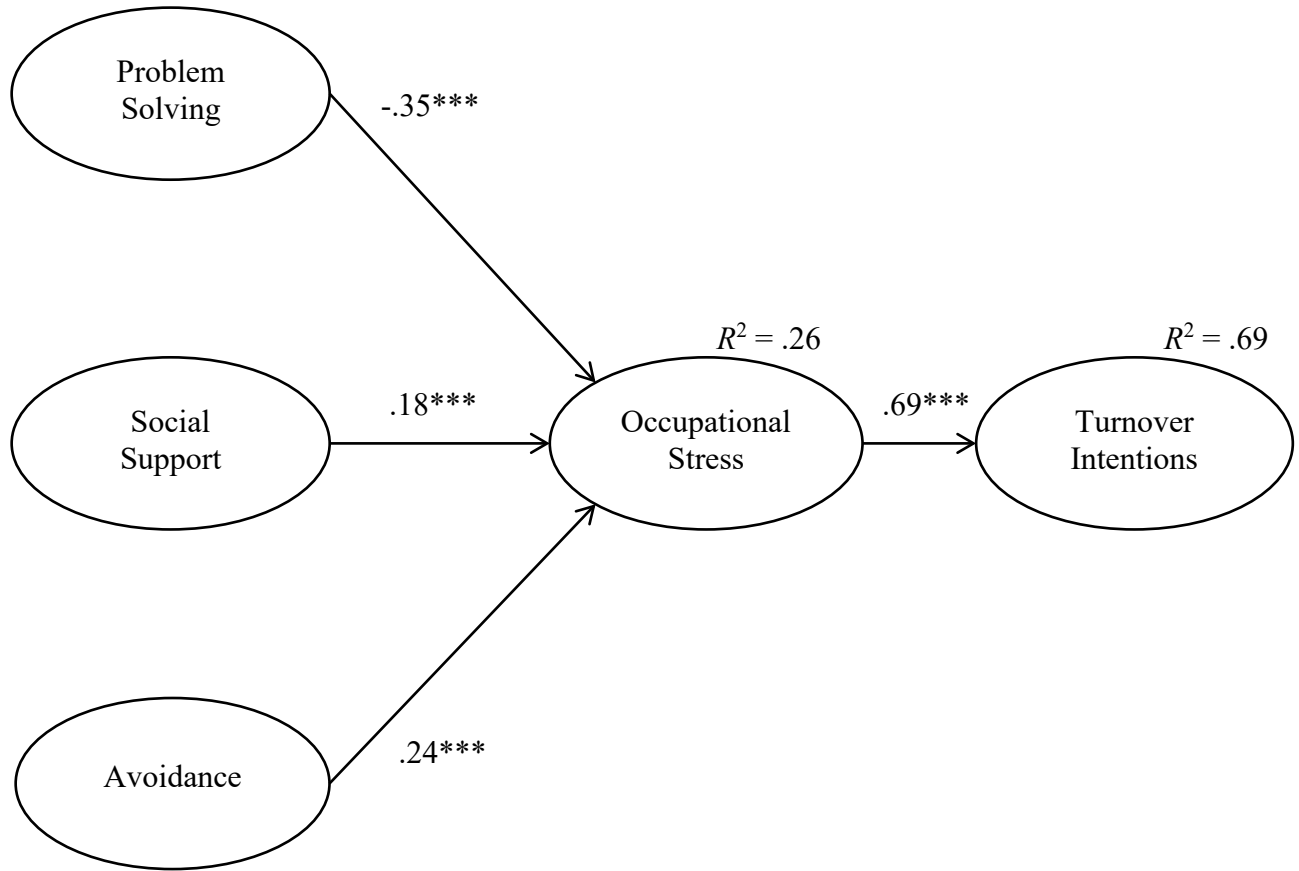 Problem
Solving
-.35***
R² = .26
R² = .69
Social
Support
.18***
Occupational
Stress
.69***
Turnover
Intentions
.24***
Avoidance